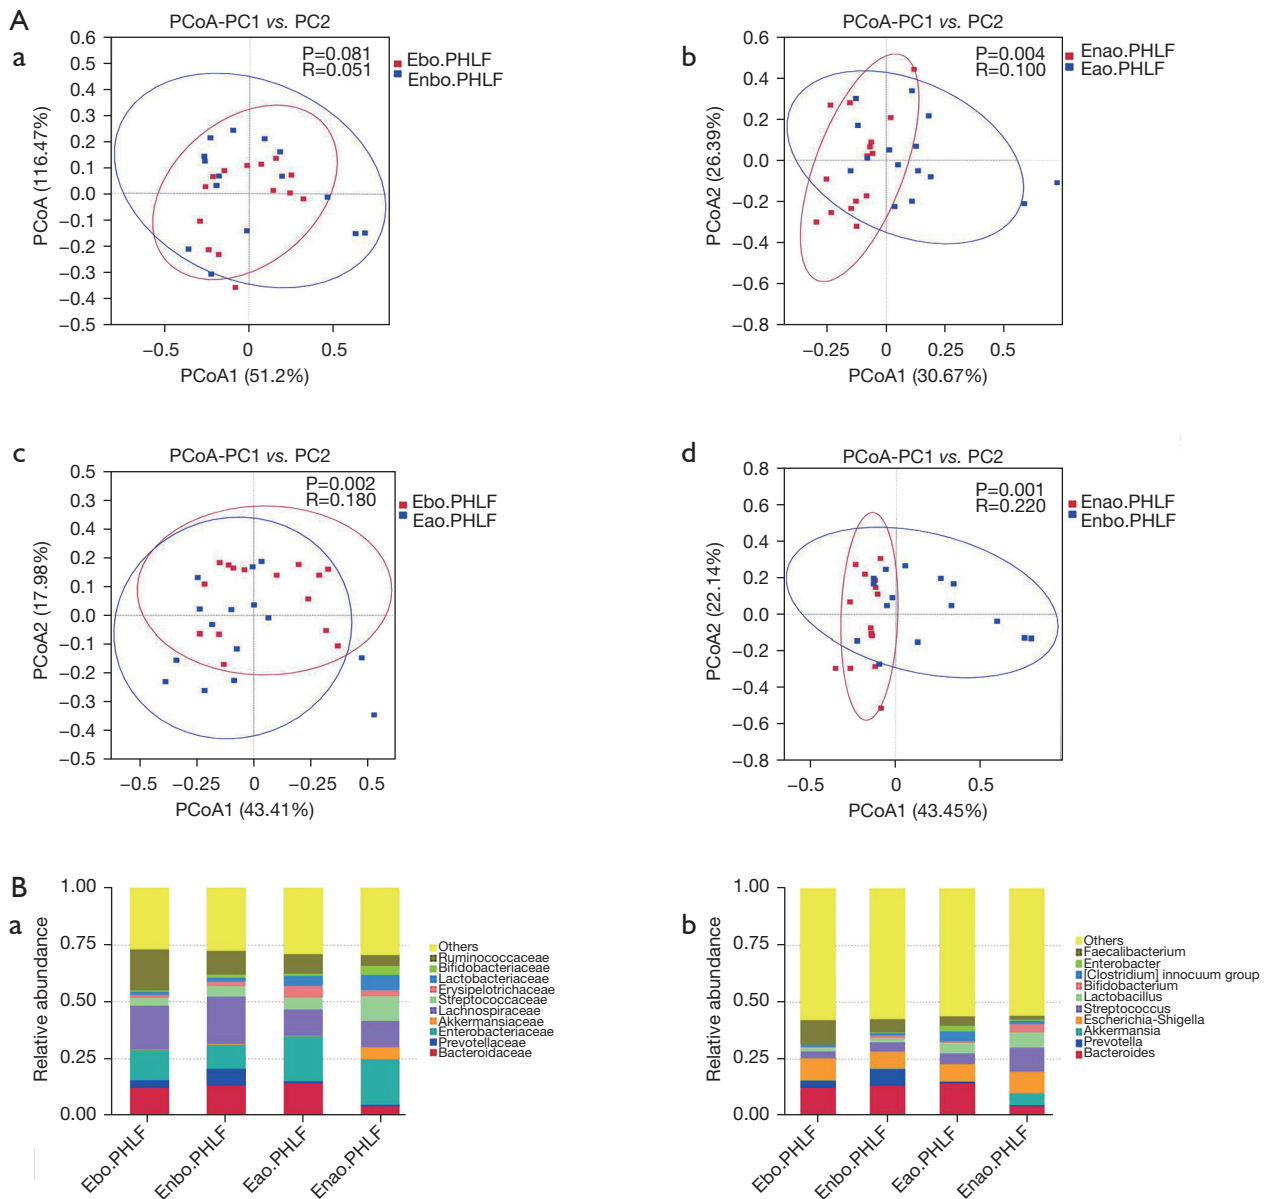 A
a
PCoA-PC1 vs. PC2
P=0.081
R=0.051
Ebo.PHLF
Enbo.PHLF
0.6
0.5
0.4
0.3
0.2
0.1
0.0
−0.1
−0.2
−0.3
−0.4
−0.5
PCoA (116.47%)
−0.5
0
0.5
PCoA1 (51.2%)
b
PCoA-PC1 vs. PC2
P=0.004
R=0.100
Enao.PHLF
Eao.PHLF
0.6
0.4
0.2
0.0
−0.2
−0.4
−0.6
−0.8
PCoA2 (26.39%)
−0.25
0
0.25
0.5
PCoA1 (30.67%)
c
PCoA-PC1 vs. PC2
P=0.002
R=0.180
Ebo.PHLF
Eao.PHLF
0.5
0.3
0.4
0.2
0.1
0.0
−0.1
−0.2
−0.3
−0.4
−0.5
PCoA2 (17.98%)
−0.5
−0.25
0
−0.25
0.5
PCoA1 (43.41%)
d
PCoA-PC1 vs. PC2
P=0.001
R=0.220
Enao.PHLF
Enbo.PHLF
0.8
0.6
0.4
0.2
0.0
−0.2
−0.4
−0.6
−0.8
PCoA2 (22.14%)
−0.5
0
0.5
PCoA1 (43.45%)
B
a
1.00
0.75
0.50
0.25
0.00
Relative abundance
Others
Ruminococcaceae
Bifidobacteriaceae
Lactobacteriaceae
Erysipelotrichaceae
Streptococcaceae
Lachnospiraceae
Akkermansiaceae
Enterobacteriaceae
Prevotellaceae
Bacteroidaceae
Ebo.PHLF
Enbo.PHLF
Eao.PHLF
Enao.PHLF
b
1.00
0.75
0.50
0.25
0.00
Relative abundance
Others
Faecalibacterium
Enterobacter
[Clostridium] innocuum group
Bifidobacterium
Lactobacillus
Streptococcus
Escherichia-Shigella
Akkermansia
Prevotella
Bacteroides
Ebo.PHLF
Enbo.PHLF
Eao.PHLF
Enao.PHLF